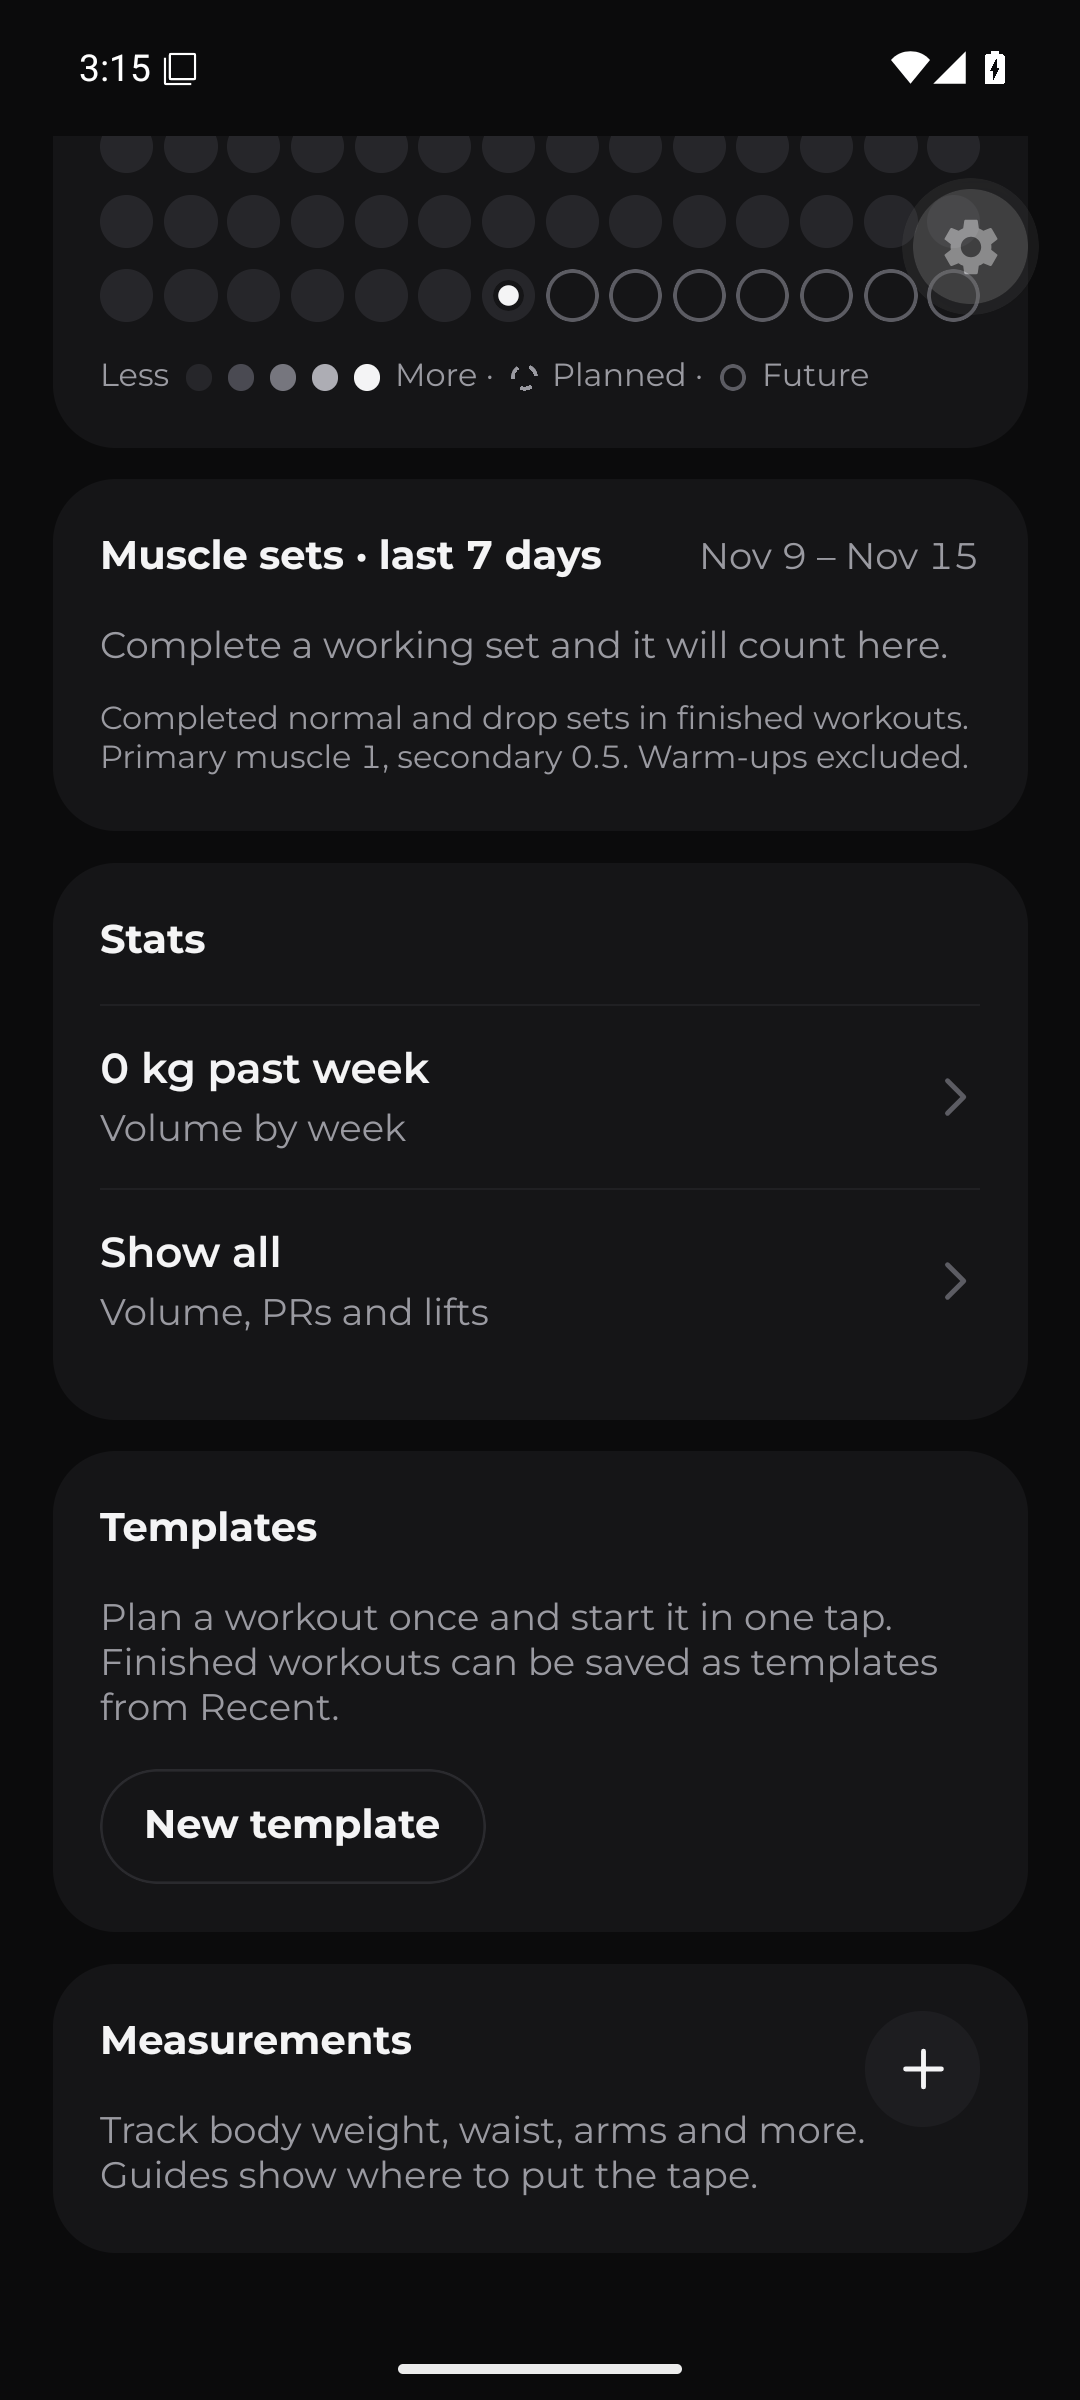 3:15
Less More · Planned · Future
Muscle sets · last 7 days
Nov 9 – Nov 15
Complete a working set and it will count here.
Completed normal and drop sets in finished workouts.
Primary muscle 1, secondary 0.5. Warm-ups excluded.
Stats
0 kg past week
Volume by week
Show all
Volume, PRs and lifts
Templates
Plan a workout once and start it in one tap.
Finished workouts can be saved as templates
from Recent.
New template
Measurements
Track body weight, waist, arms and more.
Guides show where to put the tape.